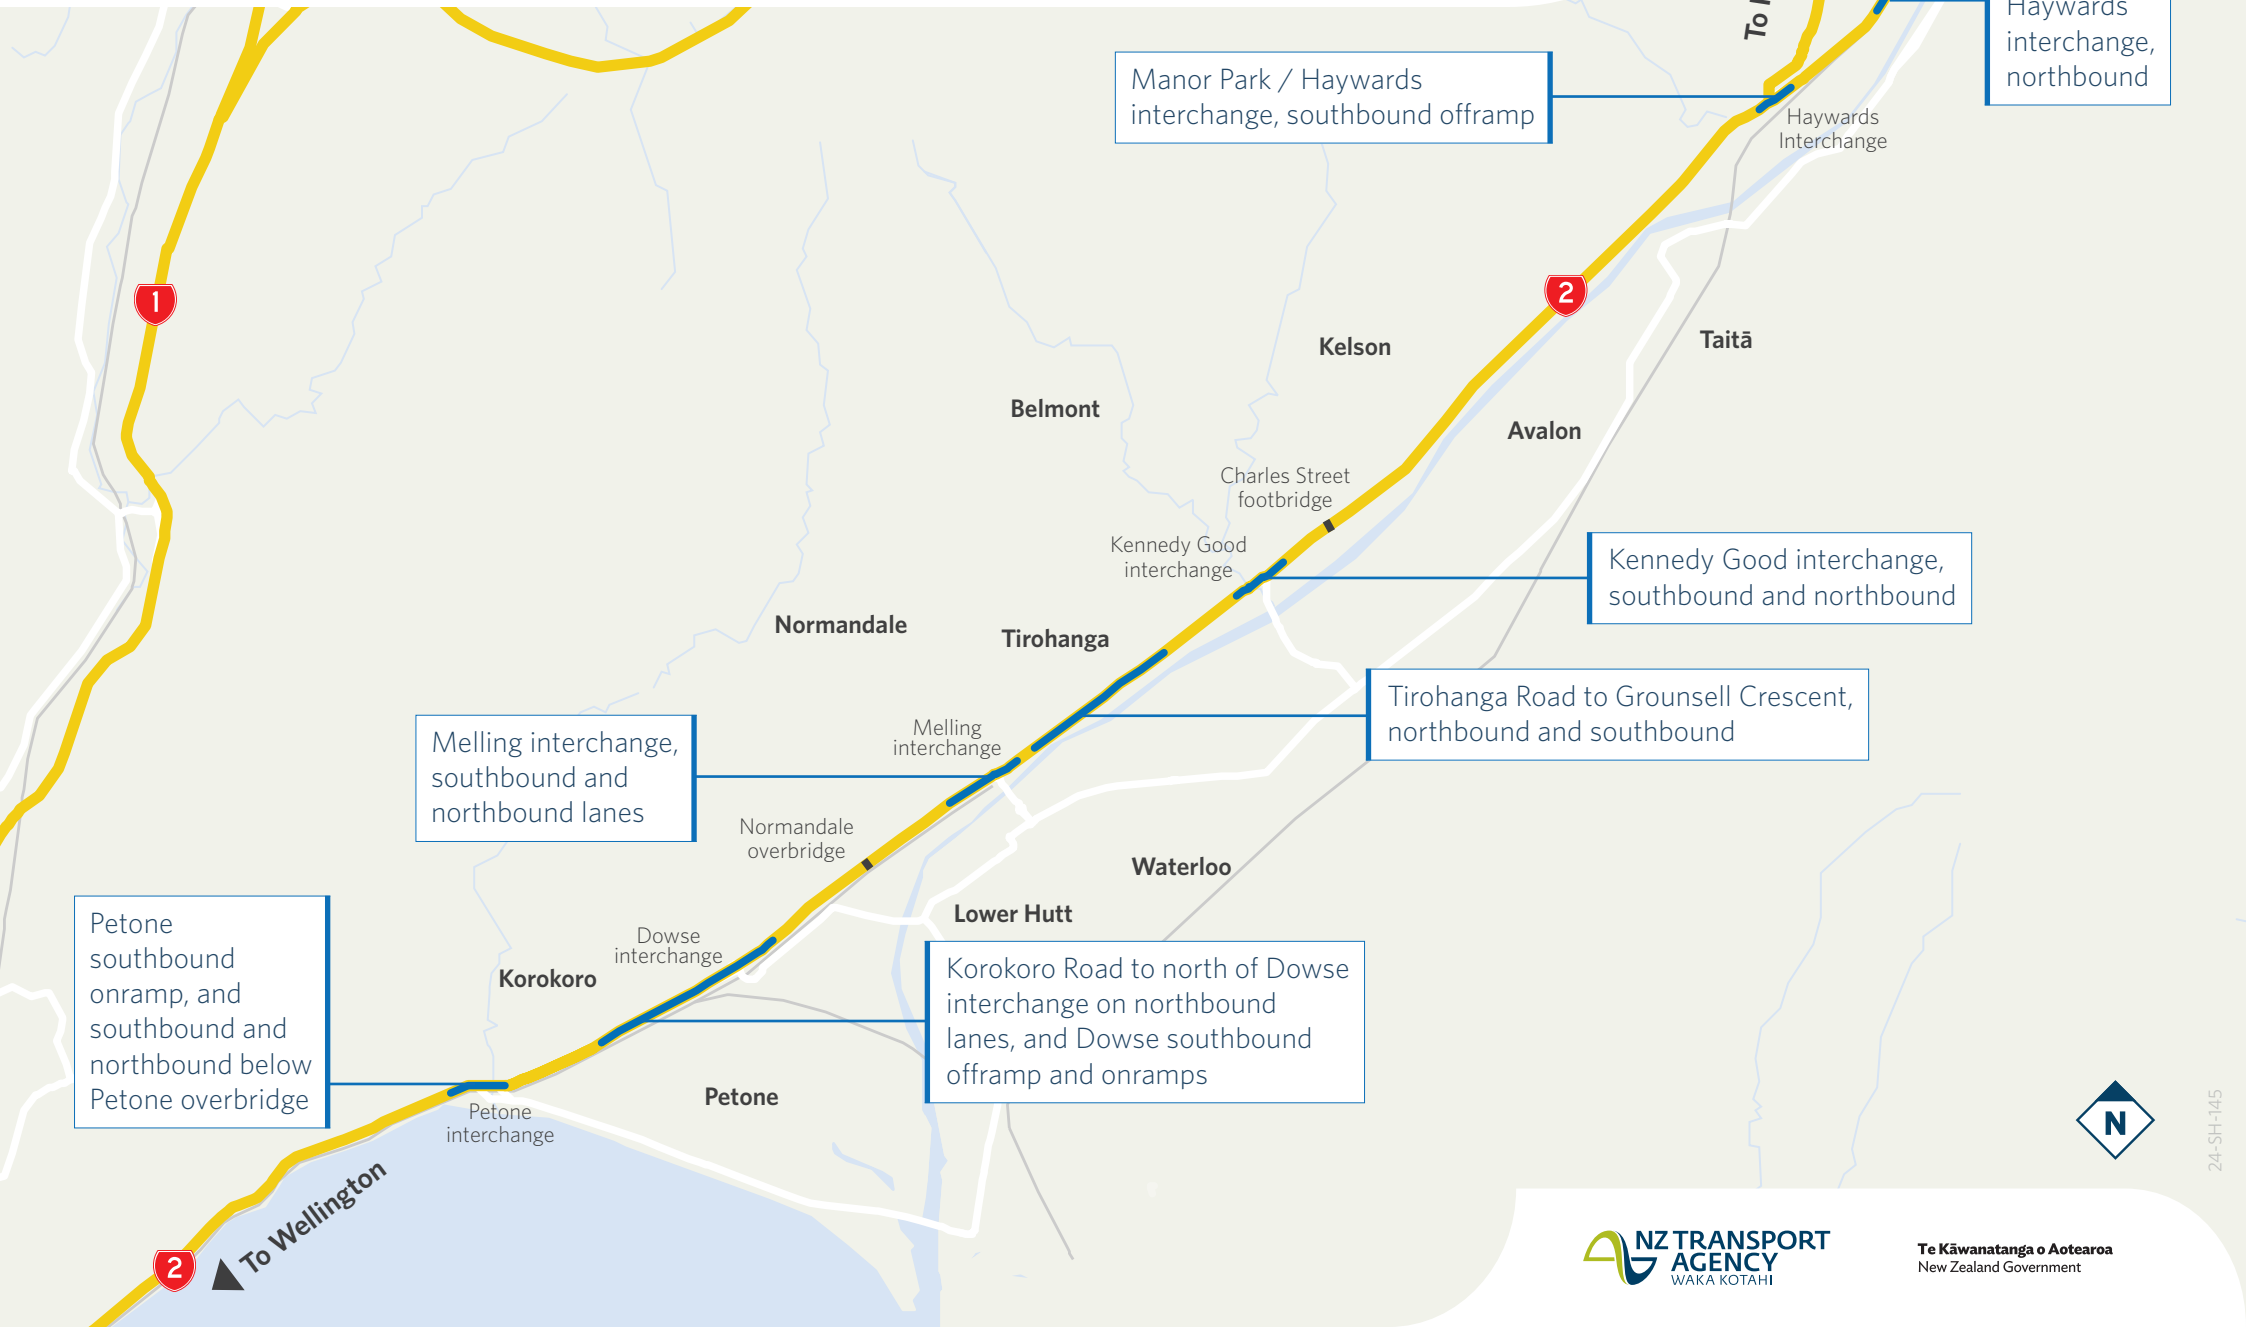 To
Haywards
interchange,
northbound
Manor Park / Haywards
interchange, southbound offramp
Haywards
Interchange
1
2
Kelson
Taitā
Belmont
Avalon
Charles Street
footbridge
Kennedy Good
interchange
Kennedy Good interchange,
southbound and northbound
Normandale
Tirohanga
Tirohanga Road to Grounsell Crescent,
northbound and southbound
Melling
interchange
Melling interchange,
southbound and
northbound lanes
Normandale
overbridge
Waterloo
Lower Hutt
Petone
southbound
onramp, and
southbound and
northbound below
Petone overbridge
Dowse
interchange
Korokoro
Korokoro Road to north of Dowse
interchange on northbound
lanes, and Dowse southbound
offramp and onramps
Petone
Petone
interchange
To Wellington
2
N
24-SH-145
NZ TRANSPORT
AGENCY
WAKA KOTAHI
Te Kāwanatanga o Aotearoa
New Zealand Government